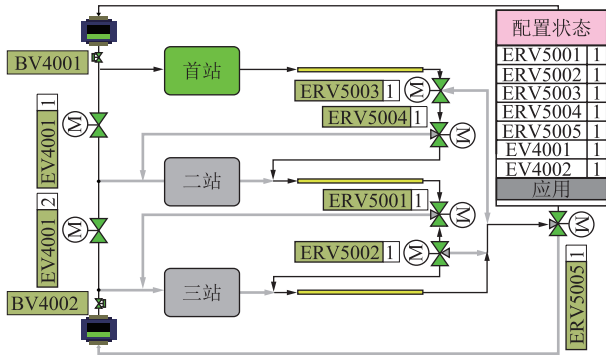 配置状态
ERV5001 1
ERV5002 1
ERV5003 1
ERV5004 1
ERV5005 1
EV4001 1
EV4002 1
应用
BV4001
首站
ERV5003 1
M
ERV5004 1
M
EV4001 1
M
二站
ERV5001 1
M
EV4001 2
M
ERV5002 1
M
M
ERV5005 1
BV4002
三站